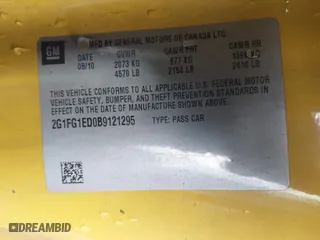 GM
MFD BY GENERAL MOTORS OF CANADA LTD.
DATE GVWR GAWR FRT GAWR RR
08/10 2073 KG 977 KG 1096 KG
4570 LB 2154 LB 2416 LB
THIS VEHICLE CONFORMS TO ALL APPLICABLE U.S. FEDERAL MOTOR
VEHICLE SAFETY, BUMPER, AND THEFT PREVENTION STANDARDS
IN EFFECT ON THE DATE OF MANUFACTURE SHOWN ABOVE.
2G1FG1ED0B9121295 TYPE: PASS CAR
DREAMBID